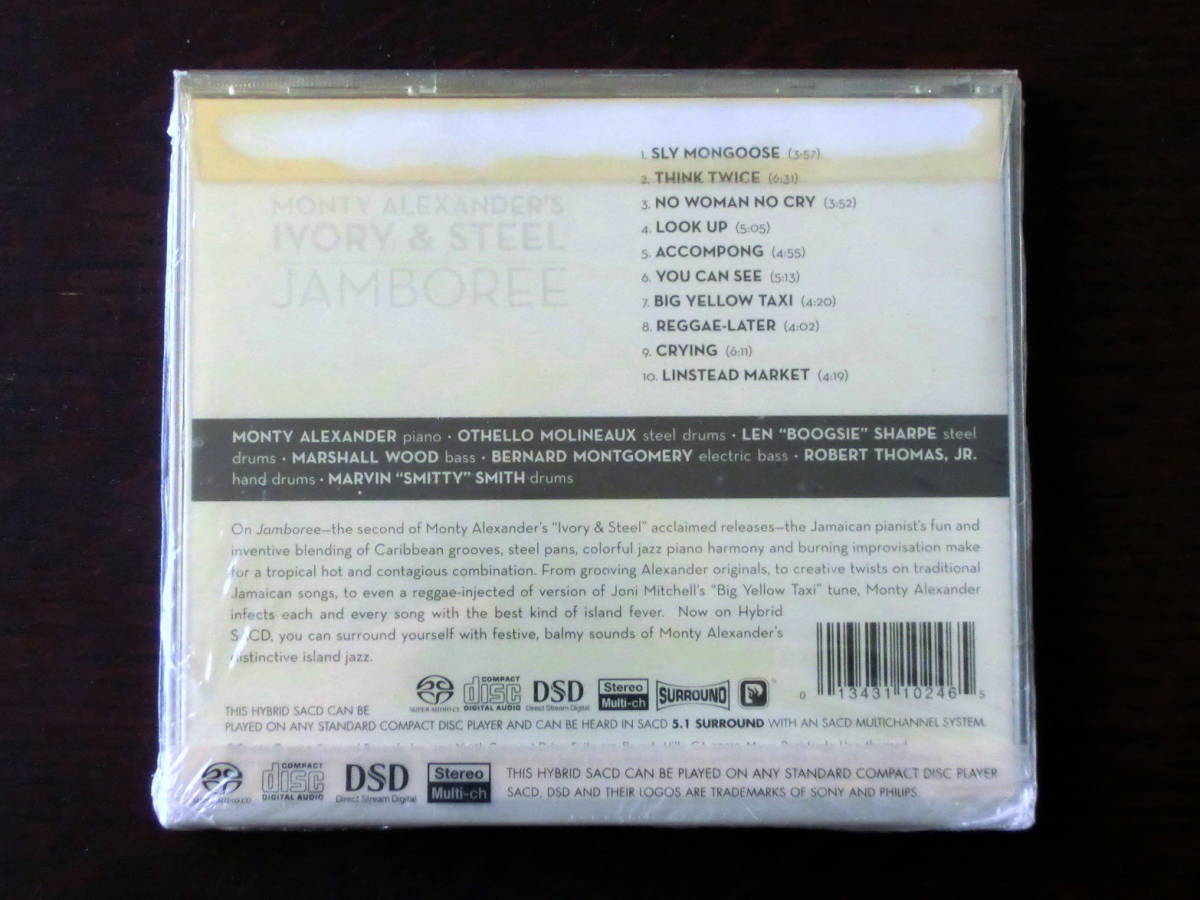 1. SLY MONGOOSE (3:57)
2. THINK TWICE (6:31)
3. NO WOMAN NO CRY (3:52)
4. LOOK UP (5:05)
5. ACCOMPONG (4:55)
6. YOU CAN SEE (5:13)
7. BIG YELLOW TAXI (4:20)
8. REGGAE-LATER (4:02)
9. CRYING (6:11)
10. LINSTEAD MARKET (4:19)
MONTY ALEXANDER'S
IVORY & STEEL
JAMBOREE
MONTY ALEXANDER piano · OTHELLO MOLINEAUX steel drums · LEN "BOOGSIE" SHARPE steel
drums · MARSHALL WOOD bass · BERNARD MONTGOMERY electric bass · ROBERT THOMAS, JR.
hand drums · MARVIN "SMITTY" SMITH drums
On Jamboree—the second of Monty Alexander's "Ivory & Steel" acclaimed releases—the Jamaican pianist's fun and
inventive blending of Caribbean grooves, steel pans, colorful jazz piano harmony and burning improvisation make
for a tropical hot and contagious combination. From grooving Alexander originals, to creative twists on traditional
Jamaican songs, to even a reggae-injected of version of Joni Mitchell's "Big Yellow Taxi" tune, Monty Alexander
infects each and every song with the best kind of island fever. Now on Hybrid
SACD, you can surround yourself with festive, balmy sounds of Monty Alexander's
distinctive island jazz.
0 13431 10246 5
SUPER AUDIO CD COMPACT disc DIGITAL AUDIO DSD Direct Stream Digital Stereo Multi-ch SURROUND
THIS HYBRID SACD CAN BE
PLAYED ON ANY STANDARD COMPACT DISC PLAYER AND CAN BE HEARD IN SACD 5.1 SURROUND WITH AN SACD MULTICHANNEL SYSTEM.
SUPER AUDIO CD COMPACT disc DIGITAL AUDIO DSD Direct Stream Digital Stereo Multi-ch
THIS HYBRID SACD CAN BE PLAYED ON ANY STANDARD COMPACT DISC PLAYER
SACD, DSD AND THEIR LOGOS ARE TRADEMARKS OF SONY AND PHILIPS.